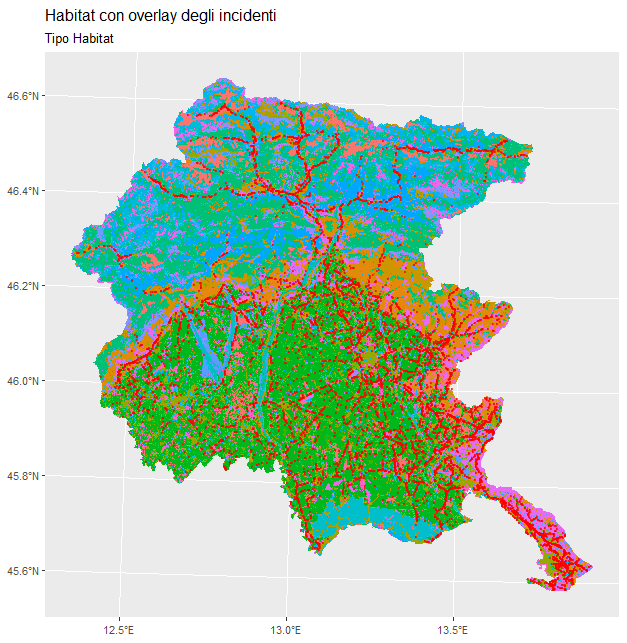 Habitat con overlay degli incidenti
Tipo Habitat
46.6°N
46.4°N
46.2°N
46.0°N
45.8°N
45.6°N
12.5°E
13.0°E
13.5°E